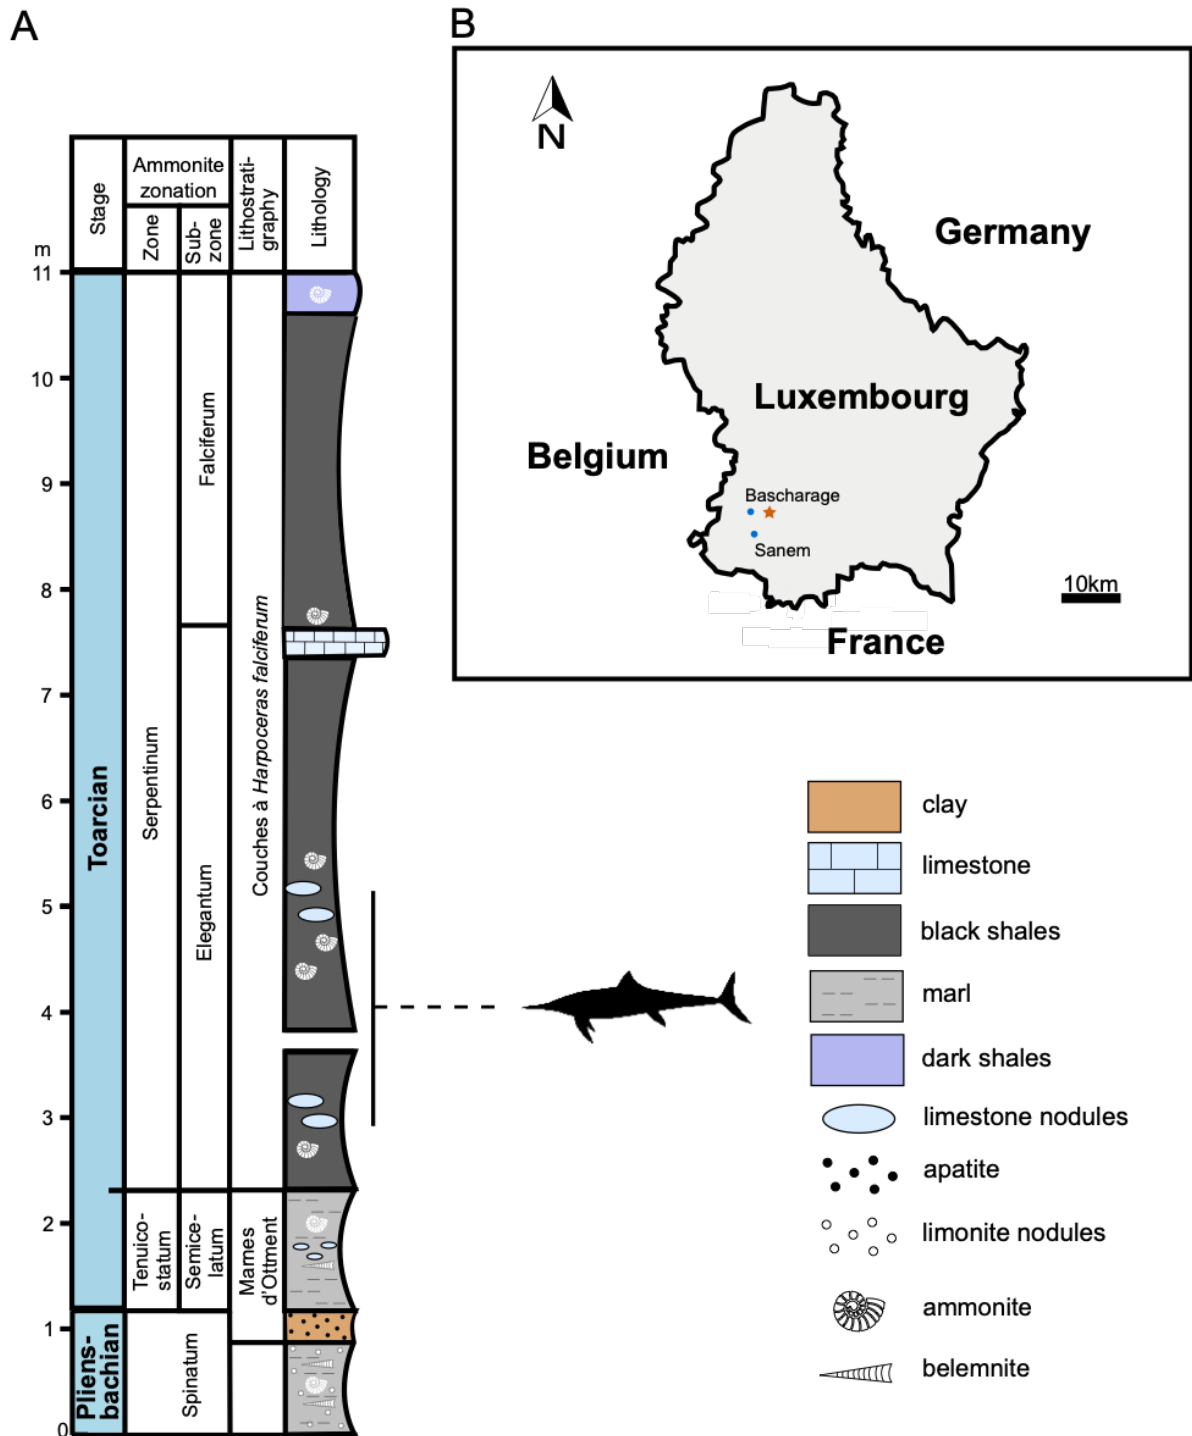 A
B
Stage
Ammonite
zonation
Zone
Sub-
zone
Lithostrati-
graphy
Lithology
m
11
10
9
8
7
6
5
4
3
2
1
0
Toarcian
Pliens-
bachian
Serpentinum
Tenuico-
statum
Spinatum
Falciferum
Elegantum
Semice-
latum
Couches à Harpoceras falciferum
Mames
d'Ottment
N
Germany
Luxembourg
Belgium
Bascharage
Sanem
10km
France
clay
limestone
black shales
marl
dark shales
limestone nodules
apatite
limonite nodules
ammonite
belemnite